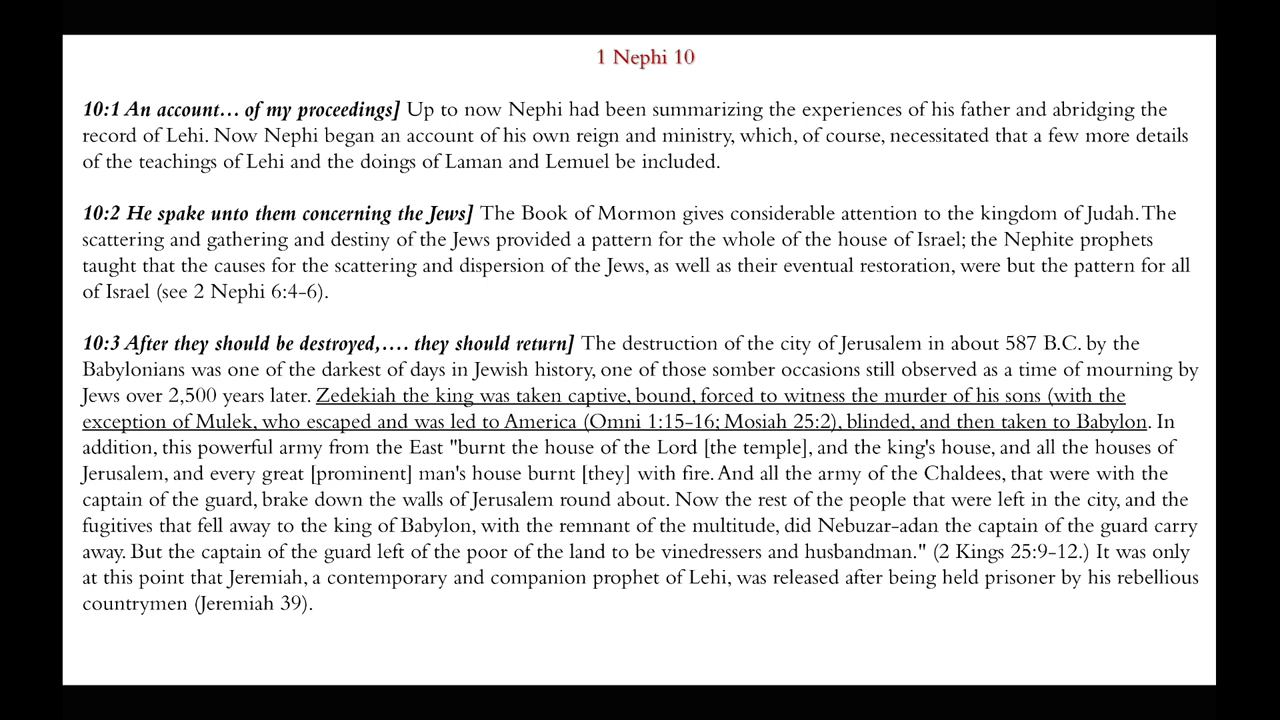 1 Nephi 10
10:1 An account… of my proceedings] Up to now Nephi had been summarizing the experiences of his father and abridging the
record of Lehi. Now Nephi began an account of his own reign and ministry, which, of course, necessitated that a few more details
of the teachings of Lehi and the doings of Laman and Lemuel be included.
10:2 He spake unto them concerning the Jews] The Book of Mormon gives considerable attention to the kingdom of Judah. The
scattering and gathering and destiny of the Jews provided a pattern for the whole of the house of Israel; the Nephite prophets
taught that the causes for the scattering and dispersion of the Jews, as well as their eventual restoration, were but the pattern for all
of Israel (see 2 Nephi 6:4-6).
10:3 After they should be destroyed,…. they should return] The destruction of the city of Jerusalem in about 587 B.C. by the
Babylonians was one of the darkest of days in Jewish history, one of those somber occasions still observed as a time of mourning by
Jews over 2,500 years later. Zedekiah the king was taken captive, bound, forced to witness the murder of his sons (with the
exception of Mulek, who escaped and was led to America (Omni 1:15-16; Mosiah 25:2), blinded, and then taken to Babylon. In
addition, this powerful army from the East "burnt the house of the Lord [the temple], and the king's house, and all the houses of
Jerusalem, and every great [prominent] man's house burnt [they] with fire. And all the army of the Chaldees, that were with the
captain of the guard, brake down the walls of Jerusalem round about. Now the rest of the people that were left in the city, and the
fugitives that fell away to the king of Babylon, with the remnant of the multitude, did Nebuzar-adan the captain of the guard carry
away. But the captain of the guard left of the poor of the land to be vinedressers and husbandman." (2 Kings 25:9-12.) It was only
at this point that Jeremiah, a contemporary and companion prophet of Lehi, was released after being held prisoner by his rebellious
countrymen (Jeremiah 39).